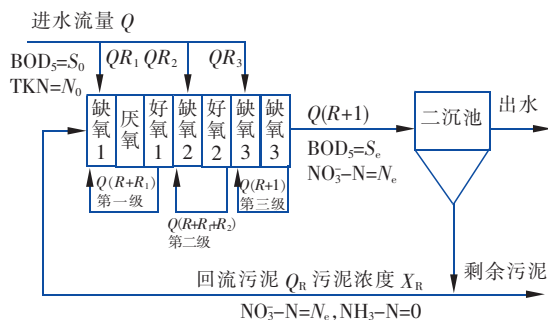 进水流量 Q
BOD₅=S₀
TKN=N₀
QR₁ QR₂ QR₃
缺氧1
厌氧
好氧1
缺氧2
好氧2
缺氧3
缺氧3
Q(R+1)
BOD₅=Sₑ
NO₃⁻-N=Nₑ
二沉池
出水
Q(R+R₁)
第一级
Q(R+R₁+R₂)
第二级
Q(R+1)
第三级
剩余污泥
回流污泥 Q_R 污泥浓度 X_R
NO₃⁻-N=Nₑ,NH₃-N=0